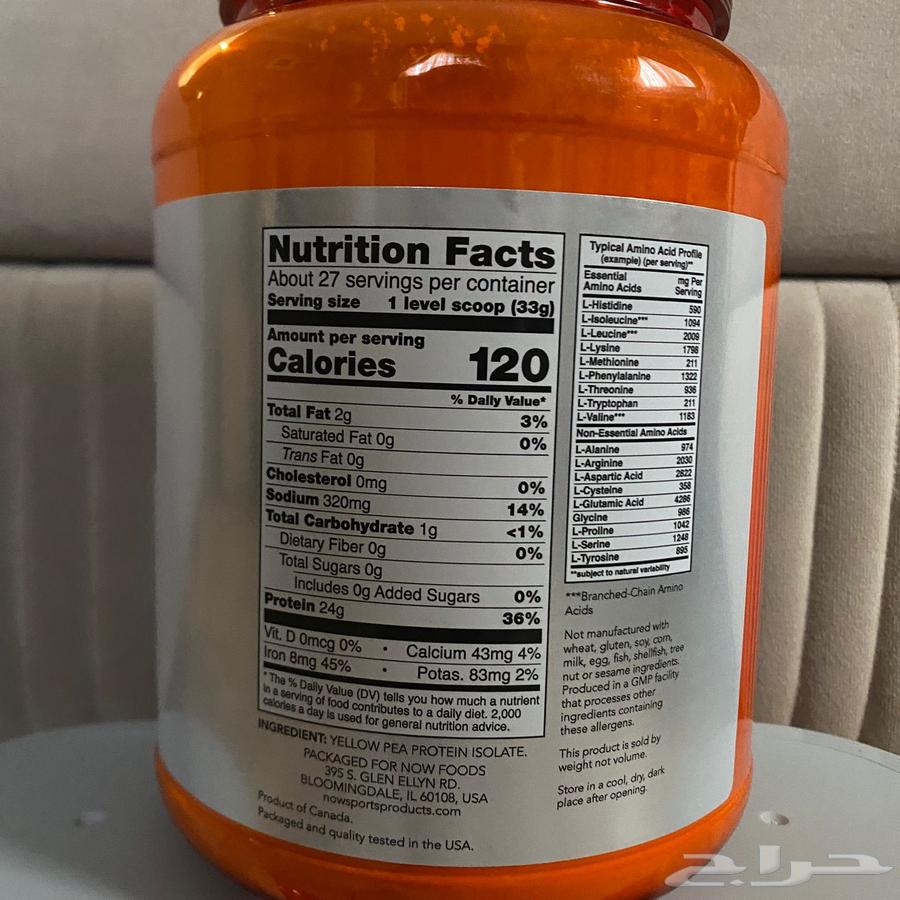 Nutrition Facts
About 27 servings per container
Serving size 1 level scoop (33g)
Amount per serving
Calories 120
% Daily Value*
Total Fat 2g 3%
Saturated Fat 0g 0%
Trans Fat 0g
Cholesterol 0mg 0%
Sodium 320mg 14%
Total Carbohydrate 1g <1%
Dietary Fiber 0g 0%
Total Sugars 0g
Includes 0g Added Sugars 0%
Protein 24g 36%
Vit. D 0mcg 0% • Calcium 43mg 4%
Iron 8mg 45% • Potas. 83mg 2%
* The % Daily Value (DV) tells you how much a nutrient
in a serving of food contributes to a daily diet. 2,000
calories a day is used for general nutrition advice.
INGREDIENT: YELLOW PEA PROTEIN ISOLATE.
PACKAGED FOR NOW FOODS
395 S. GLEN ELLYN RD.
BLOOMINGDALE, IL 60108, USA
nowsportsproducts.com
Product of Canada.
Packaged and quality tested in the USA.
Typical Amino Acid Profile
(example) (per serving)**
Essential
Amino Acids
mg Per
Serving
L-Histidine 590
L-Isoleucine*** 1094
L-Leucine*** 2009
L-Lysine 1798
L-Methionine 211
L-Phenylalanine 1322
L-Threonine 936
L-Tryptophan 211
L-Valine*** 1183
Non-Essential Amino Acids
L-Alanine 974
L-Arginine 2030
L-Aspartic Acid 2822
L-Cysteine 358
L-Glutamic Acid 4286
Glycine 986
L-Proline 1042
L-Serine 1248
L-Tyrosine 895
**subject to natural variability
***Branched-Chain Amino
Acids
Not manufactured with
wheat, gluten, soy, corn,
milk, egg, fish, shellfish, tree
nut or sesame ingredients.
Produced in a GMP facility
that processes other
ingredients containing
these allergens.
This product is sold by
weight not volume.
Store in a cool, dry, dark
place after opening.
حراج